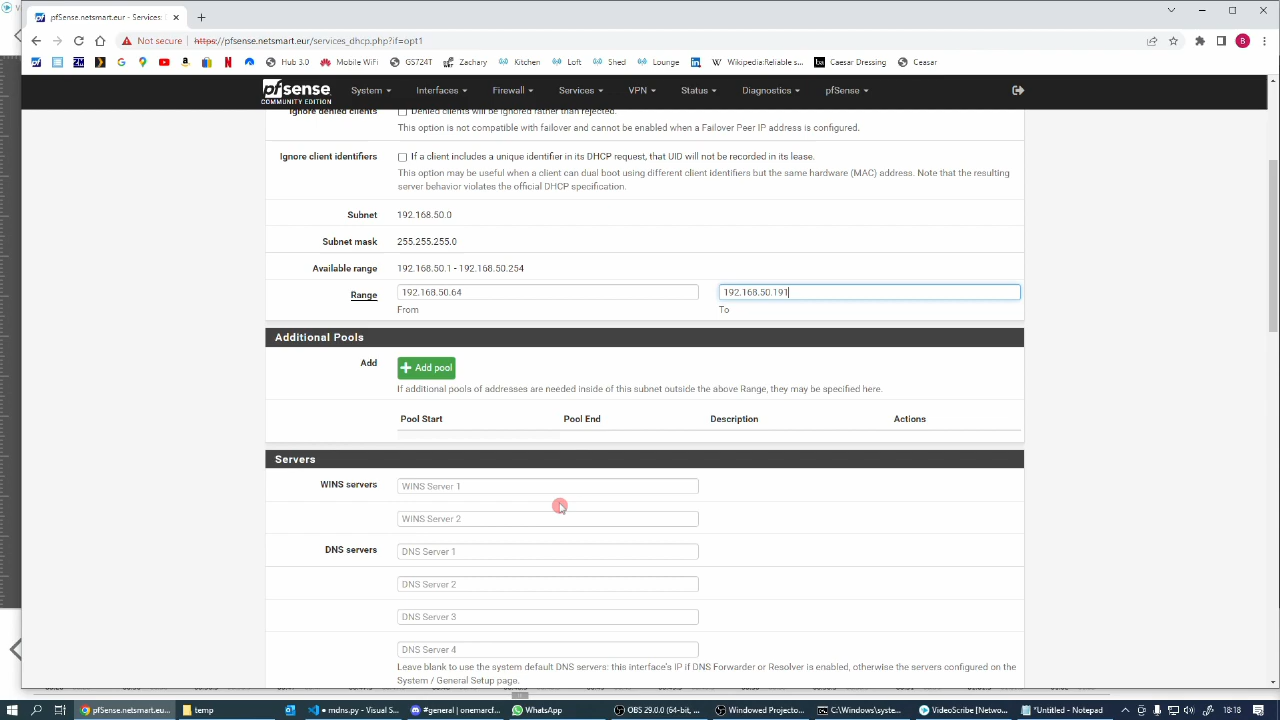 pfSense.netsmart.eur - Services:
Not secure
https://pfsense.netsmart.eur/services_dhcp.php?if=opt1
B
Hub 3.0
Mobile WiFi
Zachary
Loft
Lounge
Wikipedia:Reliable ...
Caesar
pfsense
COMMUNITY EDITION
System
Interfaces
Firewall
Services
VPN
Status
Diagnostics
pfSense
Ignore denied clients
This option is not compatible with failover and cannot be enabled when a Failover Peer IP address is configured.
Ignore client identifiers
If a client includes a unique identifier in its DHCP request, that UID will not be recorded in its lease.
This option may be useful when a client can dual boot using different client identifiers but the same hardware (MAC) address. Note that the resulting
server behavior violates the official DHCP specification.
Subnet
192.168.50.0
Subnet mask
255.255.255.0
Available range
192.168.50.1 - 192.168.50.254
Range
192.168.50.64
192.168.50.191
From
To
Additional Pools
Add
Add pool
If additional pools of addresses are needed inside of this subnet outside the above Range, they may be specified here.
Pool Start
Pool End
Description
Actions
Servers
WINS servers
WINS Server 1
WINS Server 2
DNS servers
DNS Server 1
DNS Server 2
DNS Server 3
DNS Server 4
Leave blank to use the system default DNS servers: this interface's IP if DNS Forwarder or Resolver is enabled, otherwise the servers configured on the
System / General Setup page.
pfSense.netsmart.eu...
temp
mdns.py - Visual S...
#general | onemarcf...
WhatsApp
OBS 29.0.0 (64-bit, ...
Windowed Projecto...
C:\Windows\system...
VideoScribe [Netwo...
*Untitled - Notepad
18:18